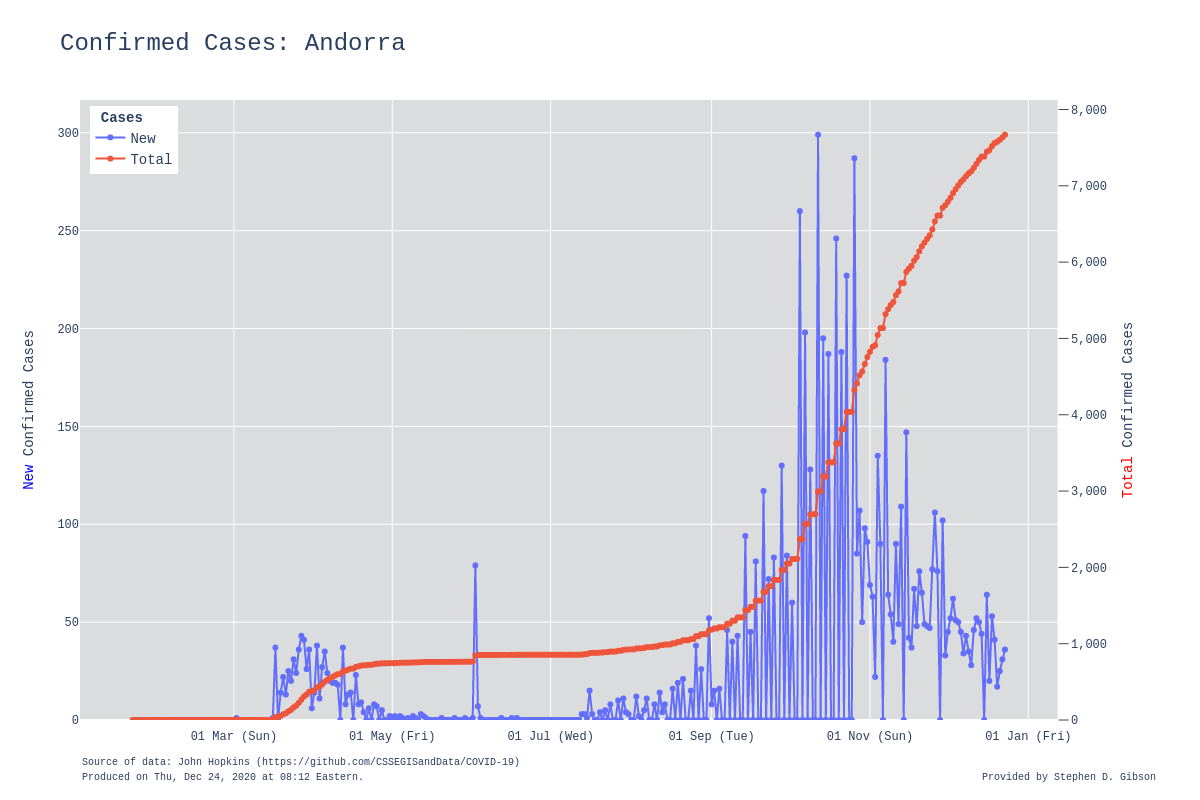 Confirmed Cases: Andorra
Cases
New
Total
300
250
200
150
100
50
0
8,000
7,000
6,000
5,000
4,000
3,000
2,000
1,000
0
New Confirmed Cases
Total Confirmed Cases
01 Mar (Sun)
01 May (Fri)
01 Jul (Wed)
01 Sep (Tue)
01 Nov (Sun)
01 Jan (Fri)
Source of data: John Hopkins (https://github.com/CSSEGISandData/COVID-19)
Produced on Thu, Dec 24, 2020 at 08:12 Eastern.
Provided by Stephen D. Gibson